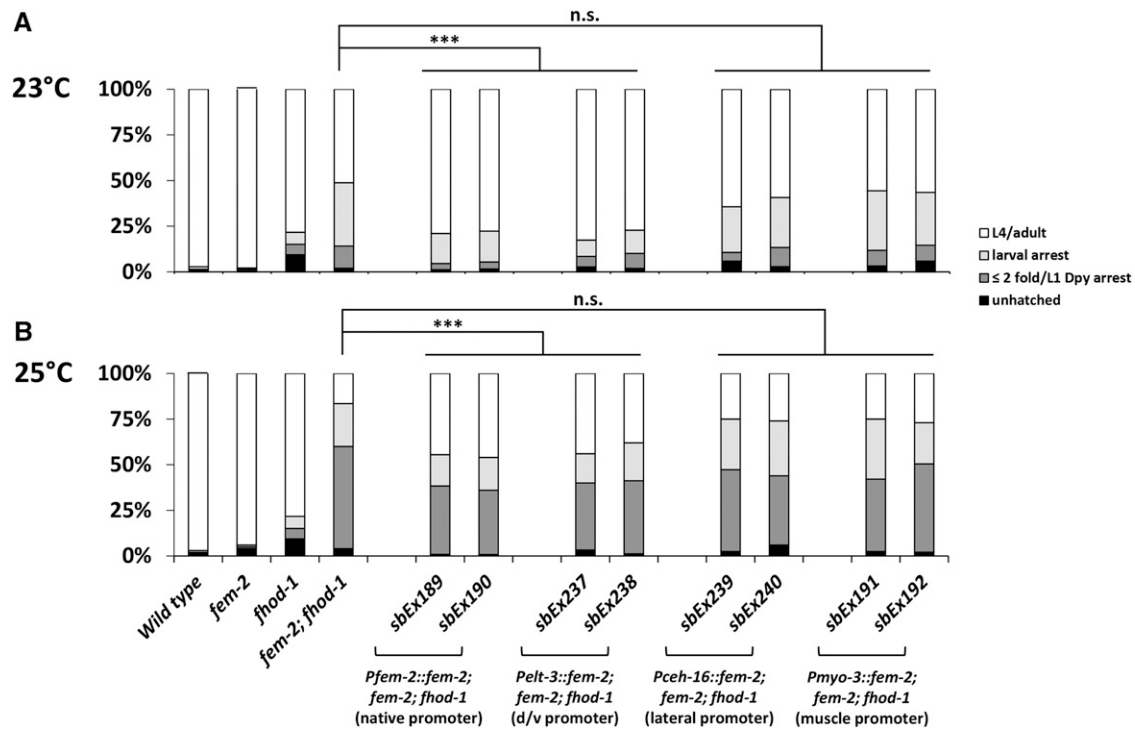 A
n.s.
***
23°C
100%
75%
50%
25%
0%
L4/adult
larval arrest
≤ 2 fold/L1 Dpy arrest
unhatched
B
n.s.
***
25°C
100%
75%
50%
25%
0%
Wild type
fem-2
fhod-1
fem-2; fhod-1
sbEx189
sbEx190
sbEx237
sbEx238
sbEx239
sbEx240
sbEx191
sbEx192
Pfem-2::fem-2;
fem-2; fhod-1
(native promoter)
Pelt-3::fem-2;
fem-2; fhod-1
(d/v promoter)
Pceh-16::fem-2;
fem-2; fhod-1
(lateral promoter)
Pmyo-3::fem-2;
fem-2; fhod-1
(muscle promoter)